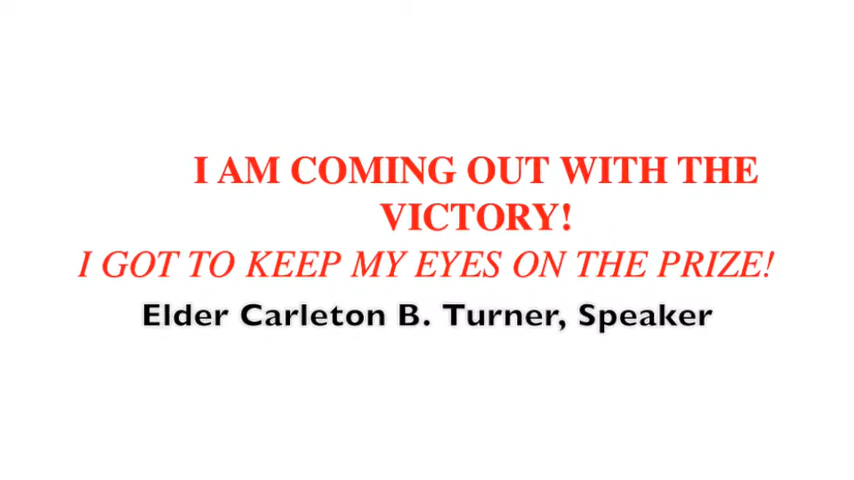 I AM COMING OUT WITH THE
VICTORY!
I GOT TO KEEP MY EYES ON THE PRIZE!
Elder Carleton B. Turner, Speaker